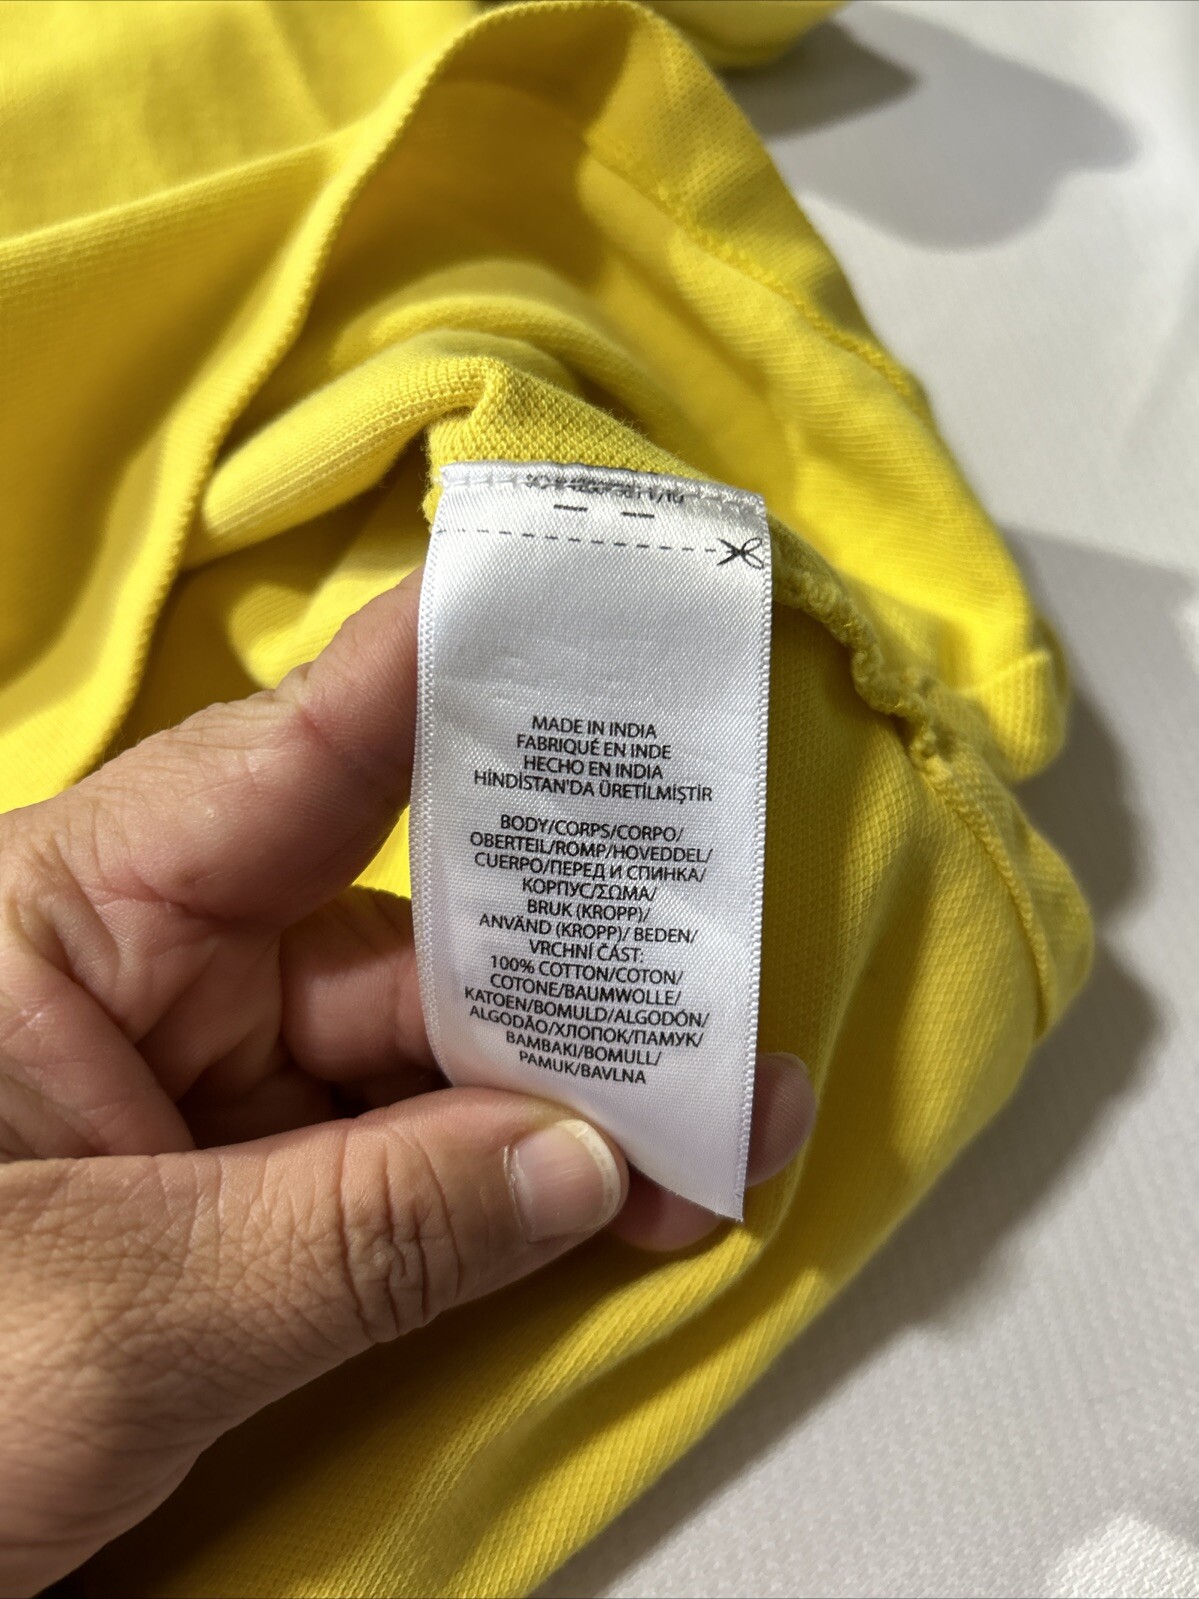 MADE IN INDIA
FABRIQUÉ EN INDE
HECHO EN INDIA
HİNDİSTAN'DA ÜRETİLMİŞTİR
BODY/CORPS/CORPO/
OBERTEIL/ROMP/HOVEDDEL/
CUERPO/ПЕРЕД И СПИНКА/
КОРПУС/ΣΩΜΑ/
BRUK (KROPP)/
ANVÄND (KROPP)/ BEDEN/
VRCHNÍ ČÁST:
100% COTTON/COTON/
COTONE/BAUMWOLLE/
KATOEN/BOMULD/ALGODÓN/
ALGODÃO/ХЛОПОК/ПАМУК/
BAMBAKI/BOMULL/
PAMUK/BAVLNA